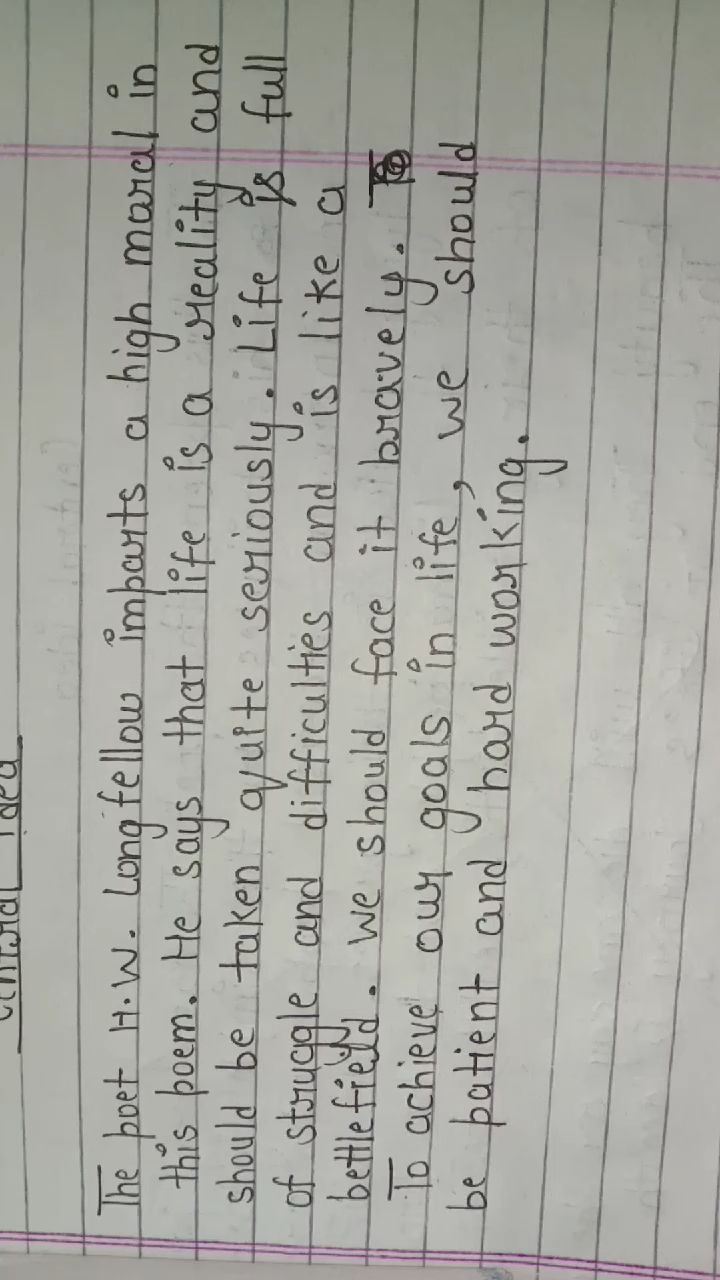 Central idea
The poet H.W. Longfellow imparts a high moral in
this poem. He says that life is a reality and
should be taken quite seriously. Life is full
of struggle and difficulties and is like a
bettlefield. we should face it bravely.
To achieve our goals in life, we should
be patient and hard working.